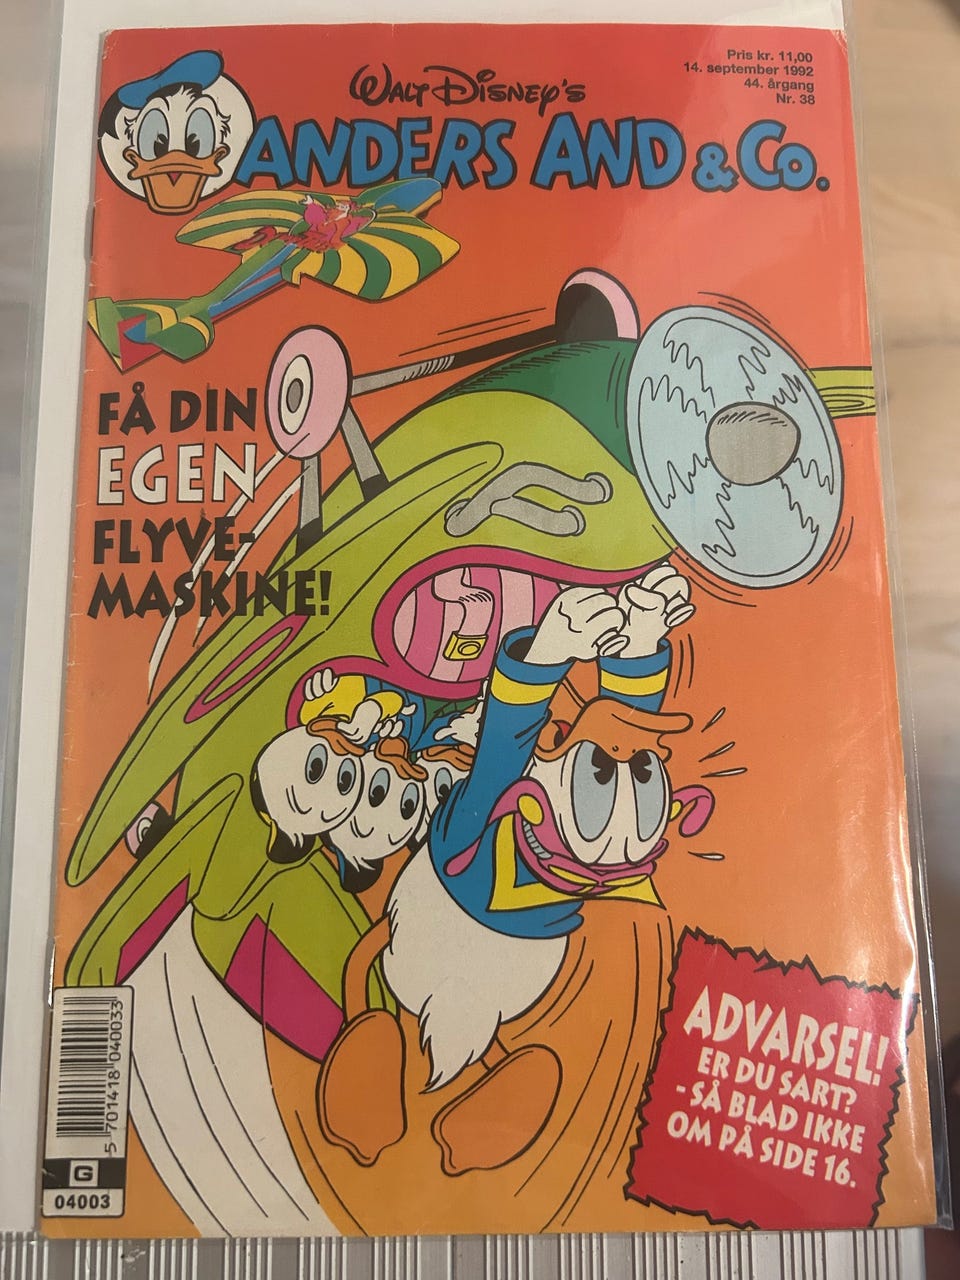 Pris kr. 11,00
14. september 1992
44. årgang
Nr. 38
WALT DISNEY'S
ANDERS AND & Co.
FÅ DIN
EGEN
FLYVE-
MASKINE!
ADVARSEL!
ER DU SART?
- SÅ BLAD IKKE
OM PÅ SIDE 16.
5 701418 040033
G
04003